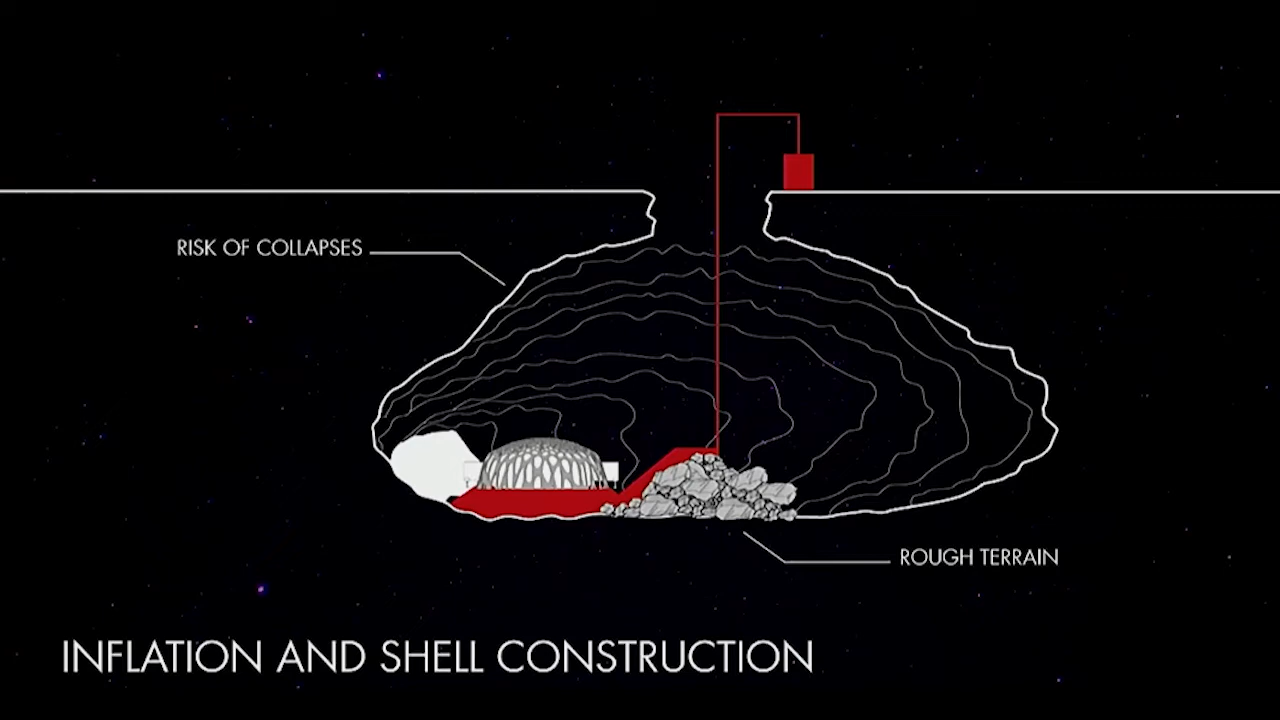 RISK OF COLLAPSES
ROUGH TERRAIN
INFLATION AND SHELL CONSTRUCTION